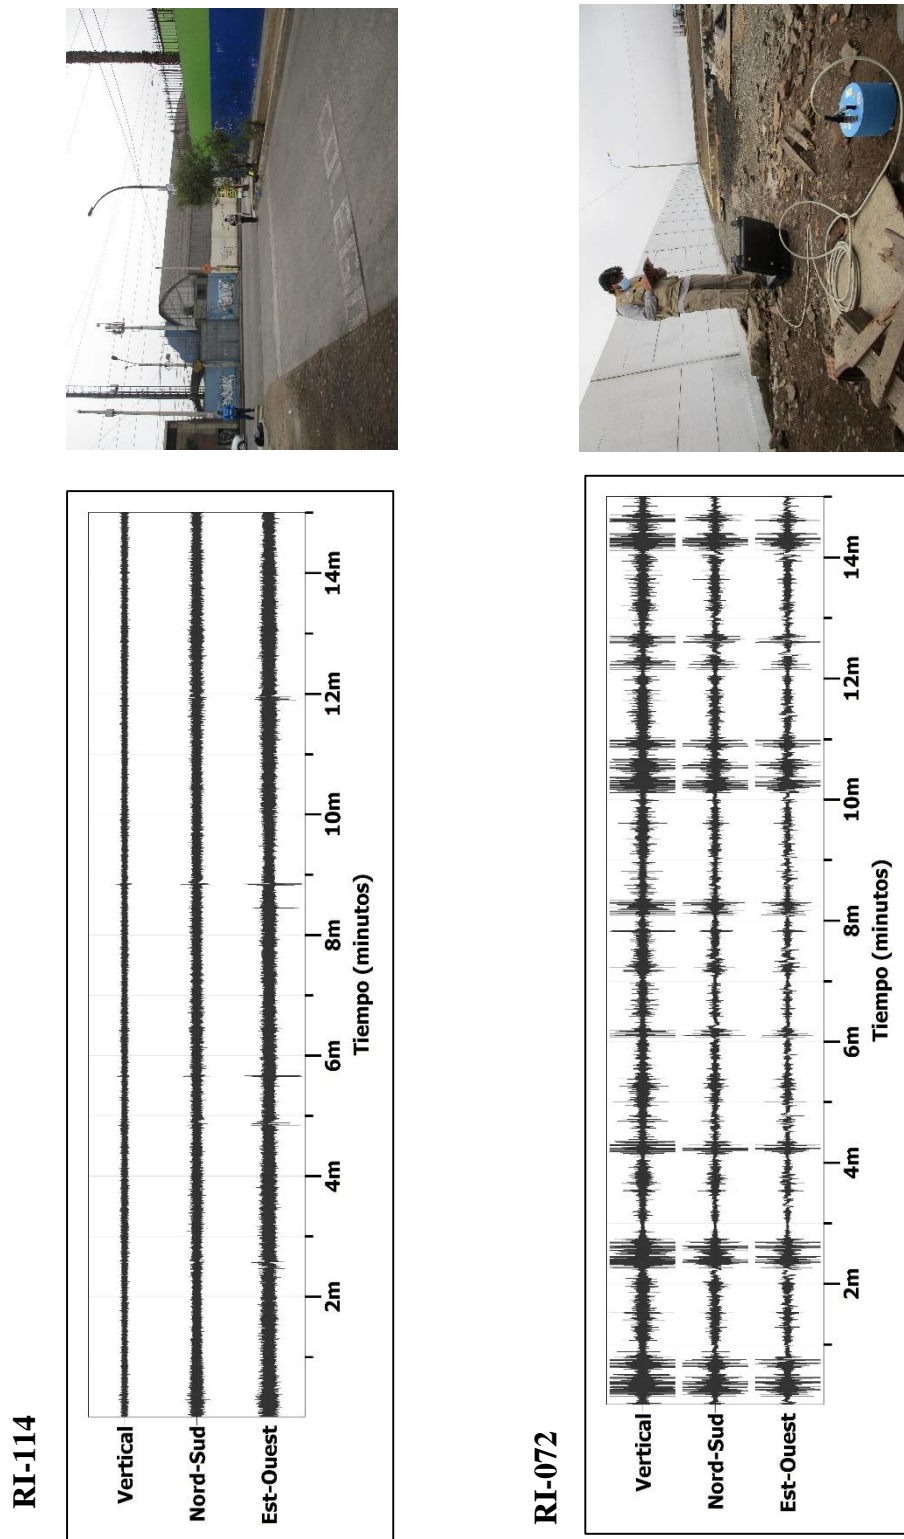 RI-114
Vertical
Nord-Sud
Est-Ouest
2m
4m
6m
8m
10m
12m
14m
Tiempo (minutos)
RI-072
Vertical
Nord-Sud
Est-Ouest
2m
4m
6m
8m
10m
12m
14m
Tiempo (minutos)